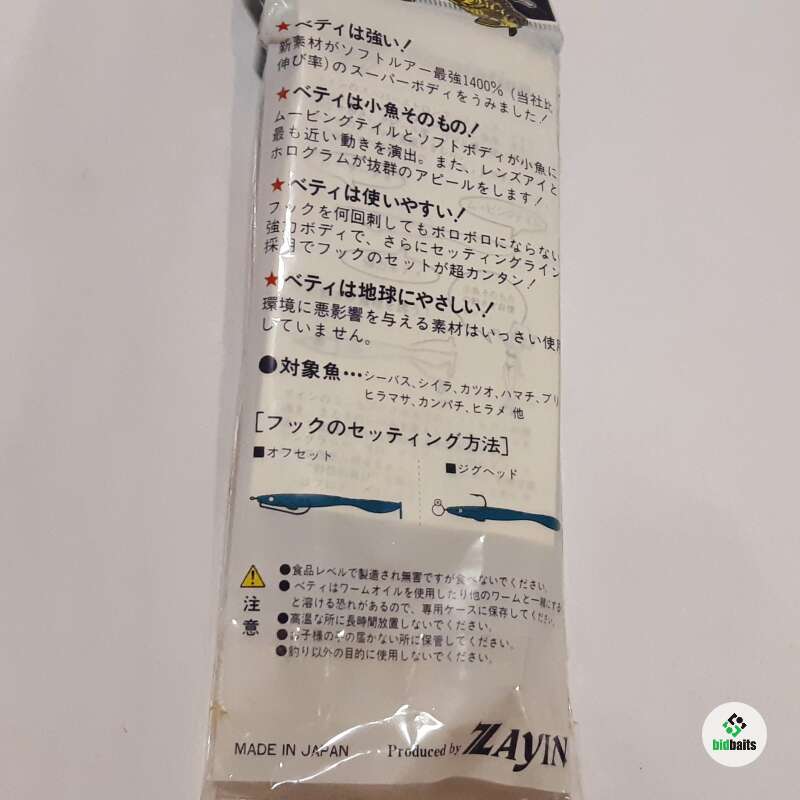 ★ベティは強い!
新素材がソフトルアー最強1400%(当社比
伸び率)のスーパーボディをうみました!
★ベティは小魚そのもの!
ムービングテイルとソフトボディが小魚に
最も近い動きを演出。また、レンズアイと
ホログラムが抜群のアピールをします!
★ベティは使いやすい!
フックを何回刺してもボロボロにならない
強力ボディで、さらにセッティングライン
採用でフックのセットが超カンタン!
★ベティは地球にやさしい!
環境に悪影響を与える素材はいっさい使用
していません。
●対象魚…シーバス、シイラ、カツオ、ハマチ、ブリ
ヒラマサ、カンパチ、ヒラメ 他
[フックのセッティング方法]
■オフセット
■ジグヘッド
注意
●食品レベルで製造され無害ですが食べないでください。
●ベティはワームオイルを使用したり他のワームと一緒にする
と溶ける恐れがあるので、専用ケースに保存してください。
●高温な所に長時間放置しないでください。
●お子様の手の届かない所に保管してください。
●釣り以外の目的に使用しないでください。
MADE IN JAPAN Produced by ZAYIN
bidbaits